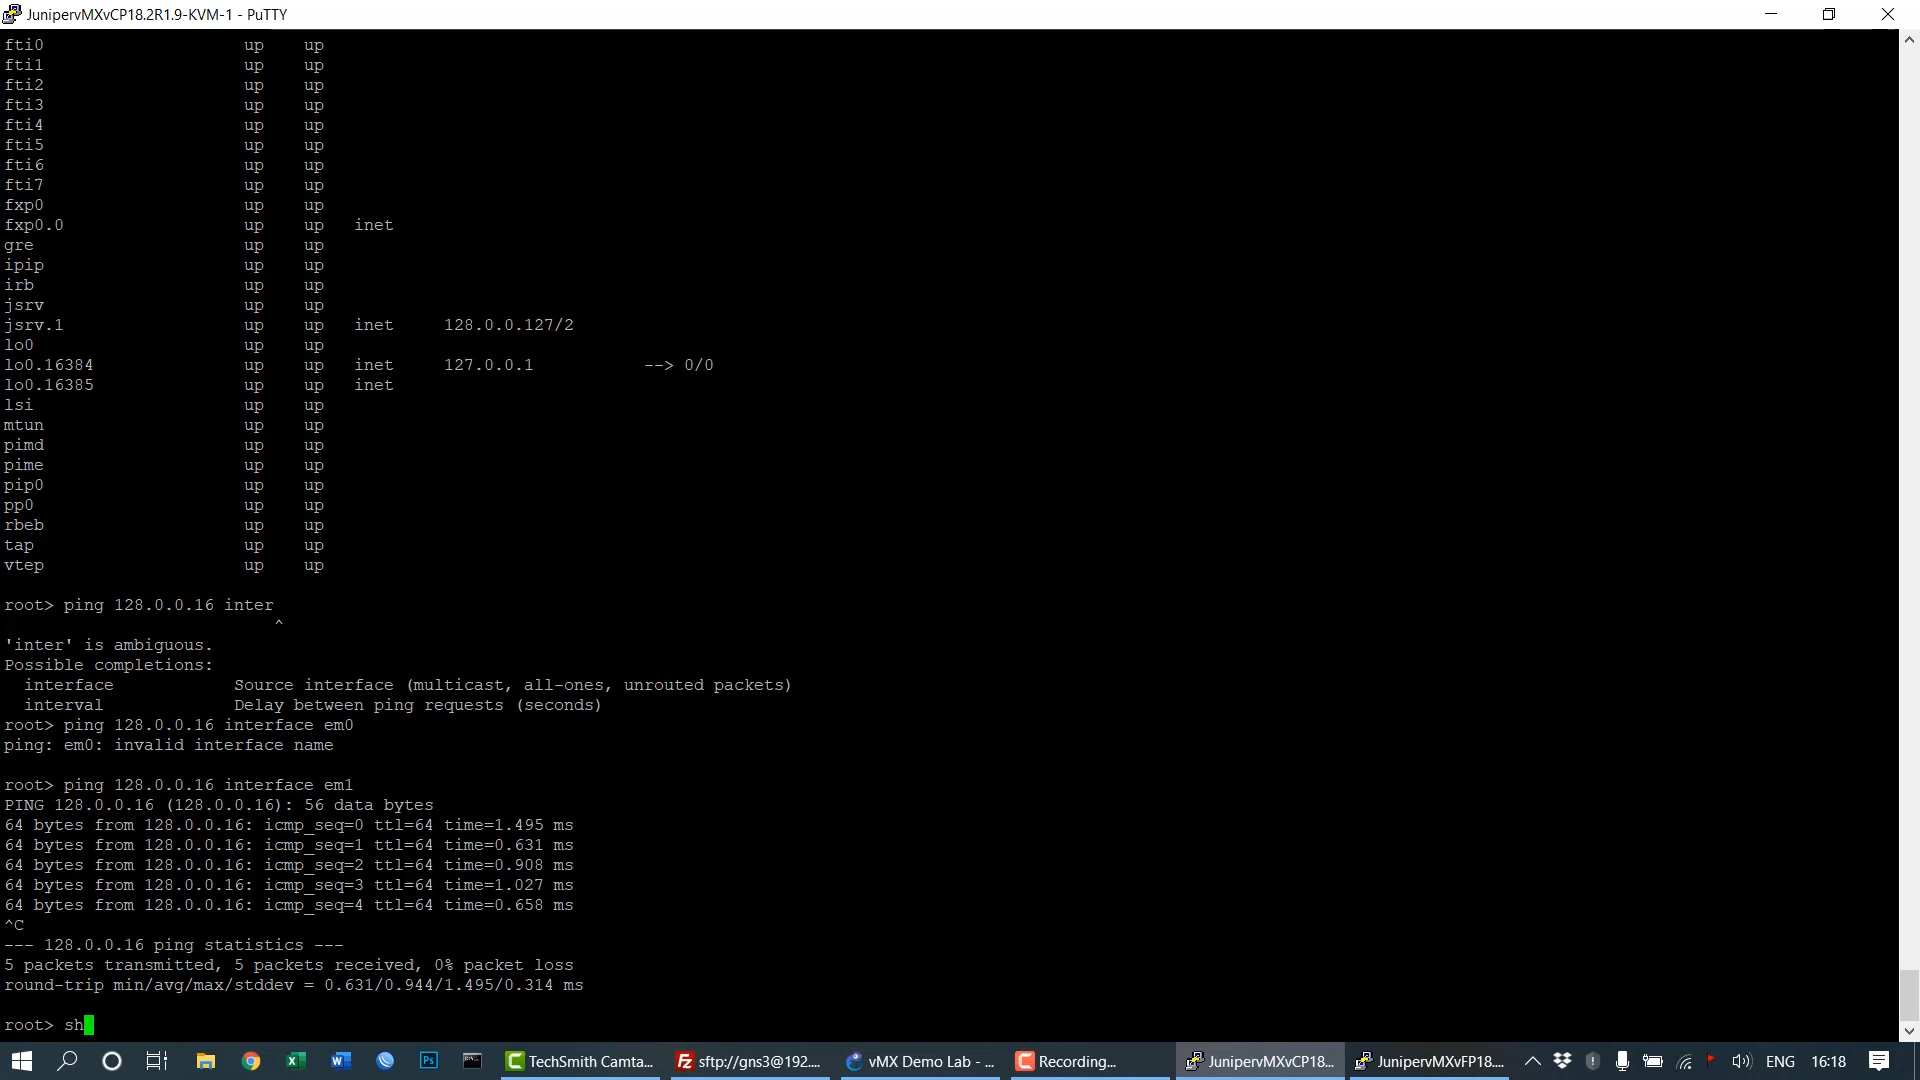 JunipervMXvCP18.2R1.9-KVM-1 - PuTTY
fti0 up up
fti1 up up
fti2 up up
fti3 up up
fti4 up up
fti5 up up
fti6 up up
fti7 up up
fxp0 up up
fxp0.0 up up inet
gre up up
ipip up up
irb up up
jsrv up up
jsrv.1 up up inet 128.0.0.127/2
lo0 up up
lo0.16384 up up inet 127.0.0.1 --> 0/0
lo0.16385 up up inet
lsi up up
mtun up up
pimd up up
pime up up
pip0 up up
pp0 up up
rbeb up up
tap up up
vtep up up
root> ping 128.0.0.16 inter
^
'inter' is ambiguous.
Possible completions:
interface Source interface (multicast, all-ones, unrouted packets)
interval Delay between ping requests (seconds)
root> ping 128.0.0.16 interface em0
ping: em0: invalid interface name
root> ping 128.0.0.16 interface em1
PING 128.0.0.16 (128.0.0.16): 56 data bytes
64 bytes from 128.0.0.16: icmp_seq=0 ttl=64 time=1.495 ms
64 bytes from 128.0.0.16: icmp_seq=1 ttl=64 time=0.631 ms
64 bytes from 128.0.0.16: icmp_seq=2 ttl=64 time=0.908 ms
64 bytes from 128.0.0.16: icmp_seq=3 ttl=64 time=1.027 ms
64 bytes from 128.0.0.16: icmp_seq=4 ttl=64 time=0.658 ms
^C
--- 128.0.0.16 ping statistics ---
5 packets transmitted, 5 packets received, 0% packet loss
round-trip min/avg/max/stddev = 0.631/0.944/1.495/0.314 ms
root> sh
TechSmith Camta... sftp://gns3@192.... vMX Demo Lab - ... Recording... JunipervMXvCP18... JunipervMXvFP18.... ENG 16:18